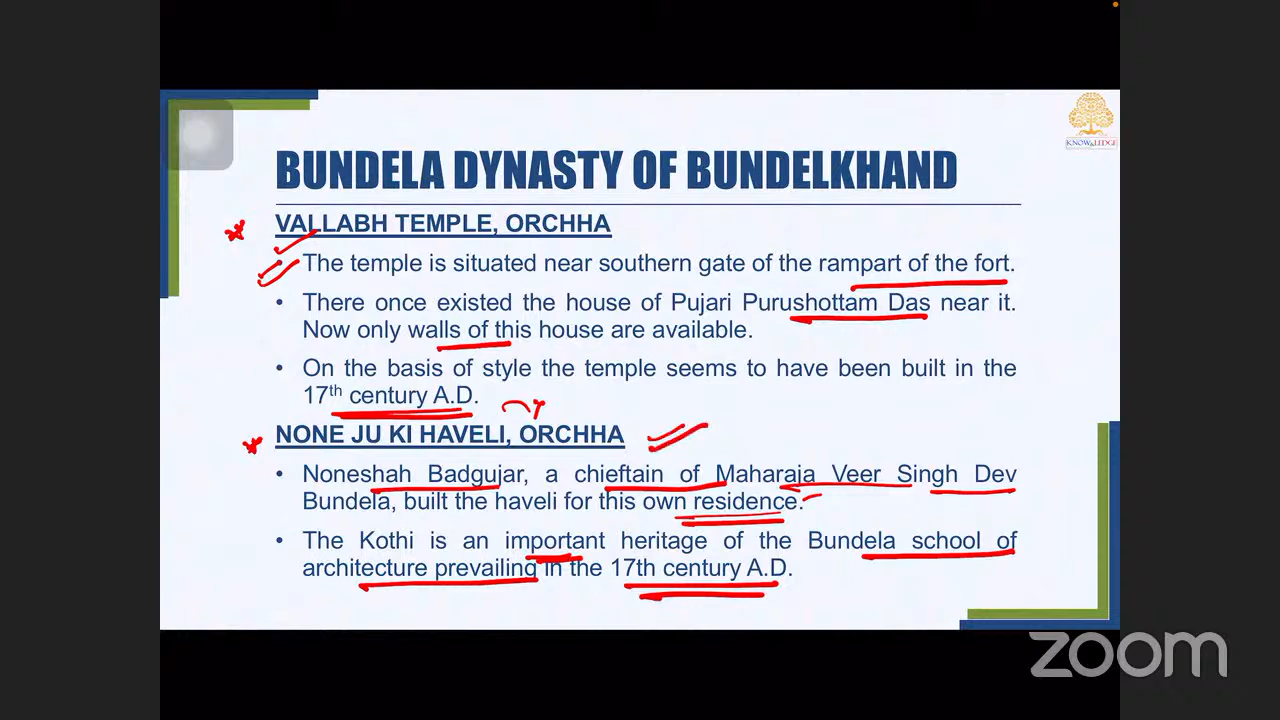 KNOWLEDGE
BUNDELA DYNASTY OF BUNDELKHAND
VALLABH TEMPLE, ORCHHA
• The temple is situated near southern gate of the rampart of the fort.
• There once existed the house of Pujari Purushottam Das near it.
Now only walls of this house are available.
• On the basis of style the temple seems to have been built in the
17th century A.D.
NONE JU KI HAVELI, ORCHHA
• Noneshah Badgujar, a chieftain of Maharaja Veer Singh Dev
Bundela, built the haveli for this own residence.
• The Kothi is an important heritage of the Bundela school of
architecture prevailing in the 17th century A.D.
zoom